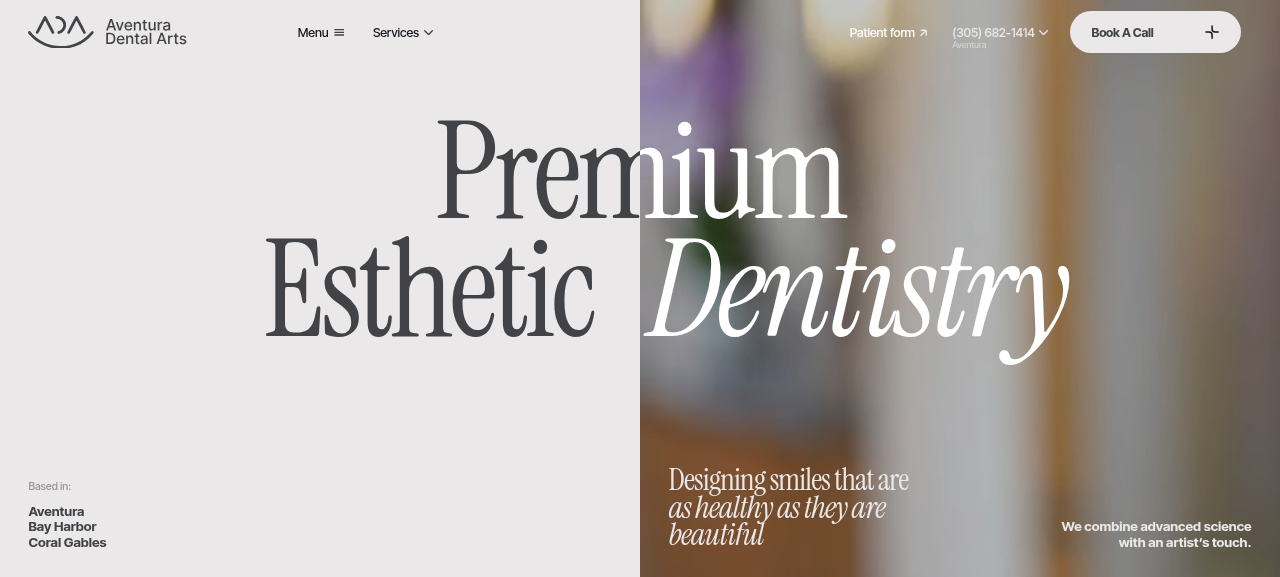 Aventura
Dental Arts
Menu
Services
Patient form
(305) 682-1414
Aventura
Book A Call
Premium
Esthetic Dentistry
Based in:
Aventura
Bay Harbor
Coral Gables
Designing smiles that are
as healthy as they are
beautiful
We combine advanced science
with an artist’s touch.